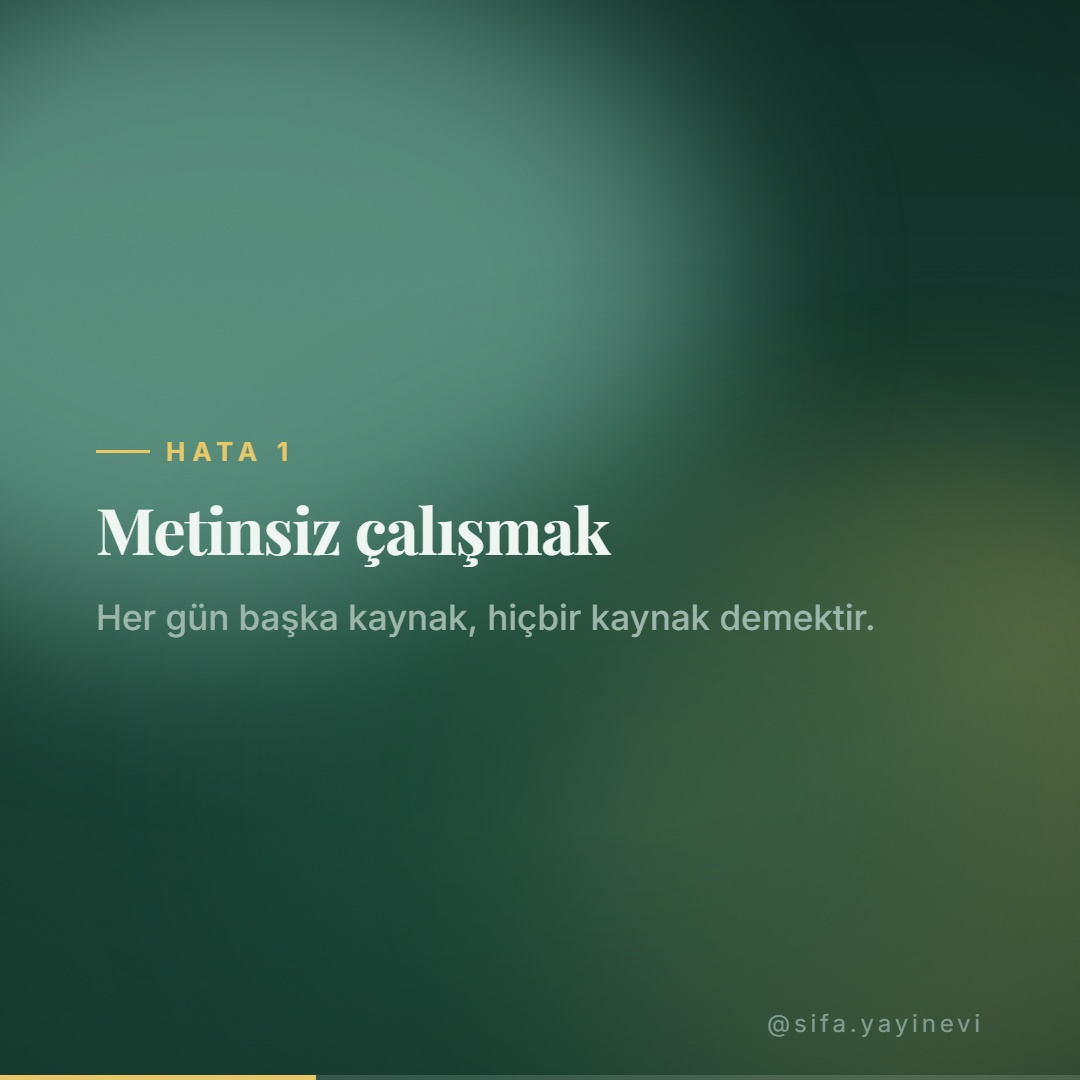 HATA 1
Metinsiz çalışmak
Her gün başka kaynak, hiçbir kaynak demektir.
@sifa.yayinevi